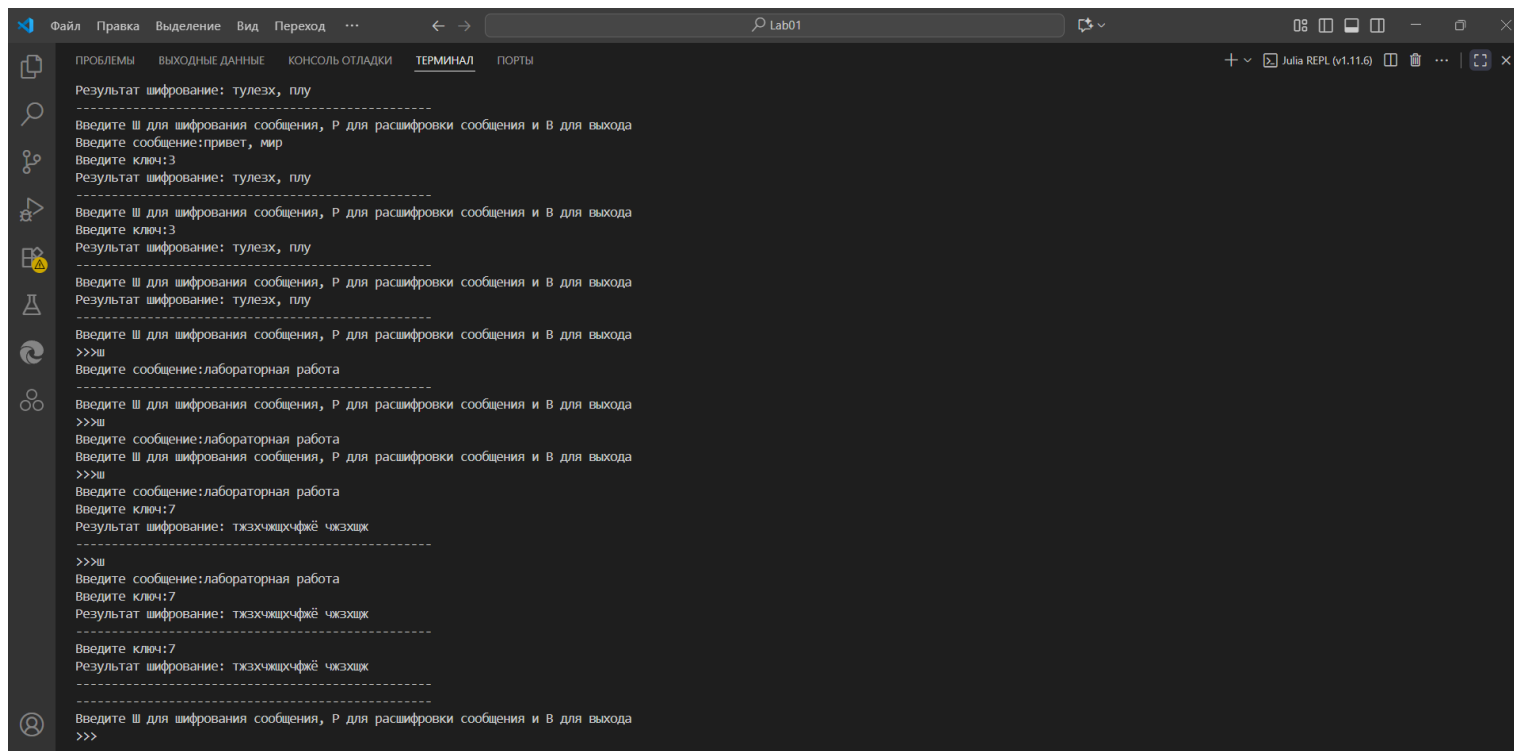 Файл Правка Выделение Вид Переход ··· ← → Lab01
ПРОБЛЕМЫ ВЫХОДНЫЕ ДАННЫЕ КОНСОЛЬ ОТЛАДКИ ТЕРМИНАЛ ПОРТЫ Julia REPL (v1.11.6) ···
Результат шифрование: тулезх, плу
--------------------------------------------------
Введите Ш для шифрования сообщения, Р для расшифровки сообщения и В для выхода
Введите сообщение:привет, мир
Введите ключ:3
Результат шифрование: тулезх, плу
--------------------------------------------------
Введите Ш для шифрования сообщения, Р для расшифровки сообщения и В для выхода
Введите ключ:3
Результат шифрование: тулезх, плу
--------------------------------------------------
Введите Ш для шифрования сообщения, Р для расшифровки сообщения и В для выхода
Результат шифрование: тулезх, плу
--------------------------------------------------
Введите Ш для шифрования сообщения, Р для расшифровки сообщения и В для выхода
>>>ш
Введите сообщение:лабораторная работа
--------------------------------------------------
Введите Ш для шифрования сообщения, Р для расшифровки сообщения и В для выхода
>>>ш
Введите сообщение:лабораторная работа
Введите Ш для шифрования сообщения, Р для расшифровки сообщения и В для выхода
>>>ш
Введите сообщение:лабораторная работа
Введите ключ:7
Результат шифрование: тжзхчжщхчфжё чжзхщж
--------------------------------------------------
>>>ш
Введите сообщение:лабораторная работа
Введите ключ:7
Результат шифрование: тжзхчжщхчфжё чжзхщж
--------------------------------------------------
Введите ключ:7
Результат шифрование: тжзхчжщхчфжё чжзхщж
--------------------------------------------------
--------------------------------------------------
Введите Ш для шифрования сообщения, Р для расшифровки сообщения и В для выхода
>>>